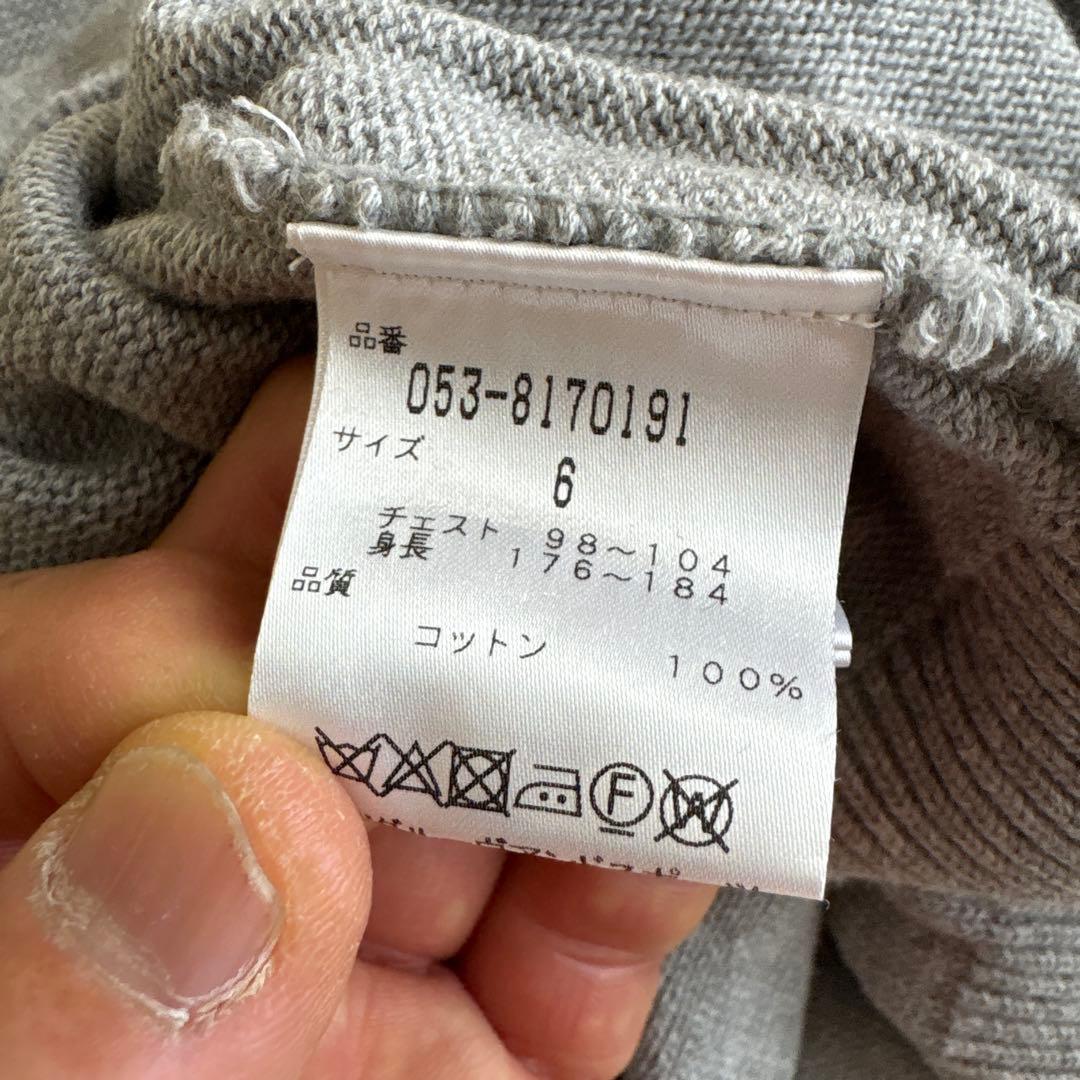 品番
053-8170191
サイズ
6
チェスト 98〜104
身長 176〜184
品質
コットン 100%
F
W